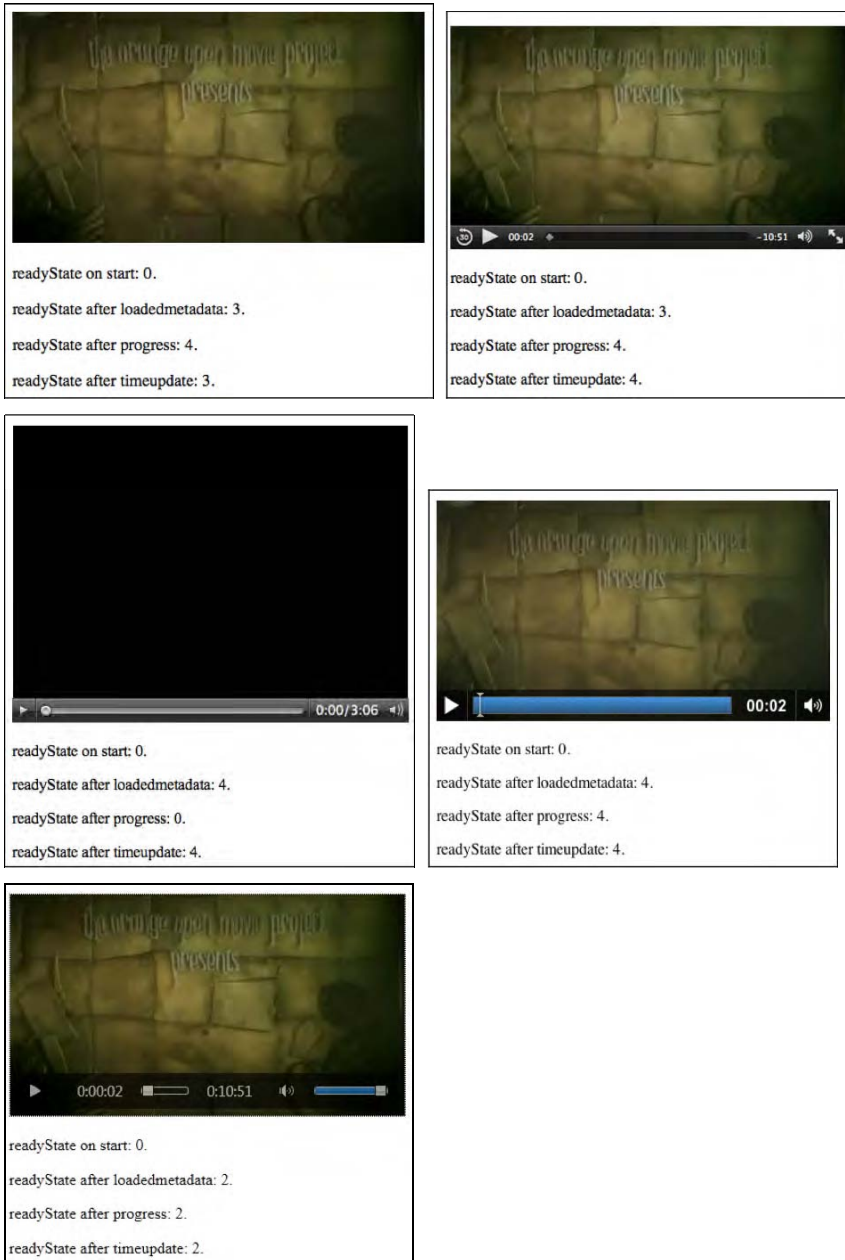 the orange open movie project
presents
readyState on start: 0.
readyState after loadedmetadata: 3.
readyState after progress: 4.
readyState after timeupdate: 3.
the orange open movie project
presents
30
00:02
-10:51
readyState on start: 0.
readyState after loadedmetadata: 3.
readyState after progress: 4.
readyState after timeupdate: 4.
0:00/3:06
readyState on start: 0.
readyState after loadedmetadata: 4.
readyState after progress: 0.
readyState after timeupdate: 4.
the orange open movie project
presents
00:02
readyState on start: 0.
readyState after loadedmetadata: 4.
readyState after progress: 4.
readyState after timeupdate: 4.
the orange open movie project
presents
0:00:02
0:10:51
readyState on start: 0.
readyState after loadedmetadata: 2.
readyState after progress: 2.
readyState after timeupdate: 2.